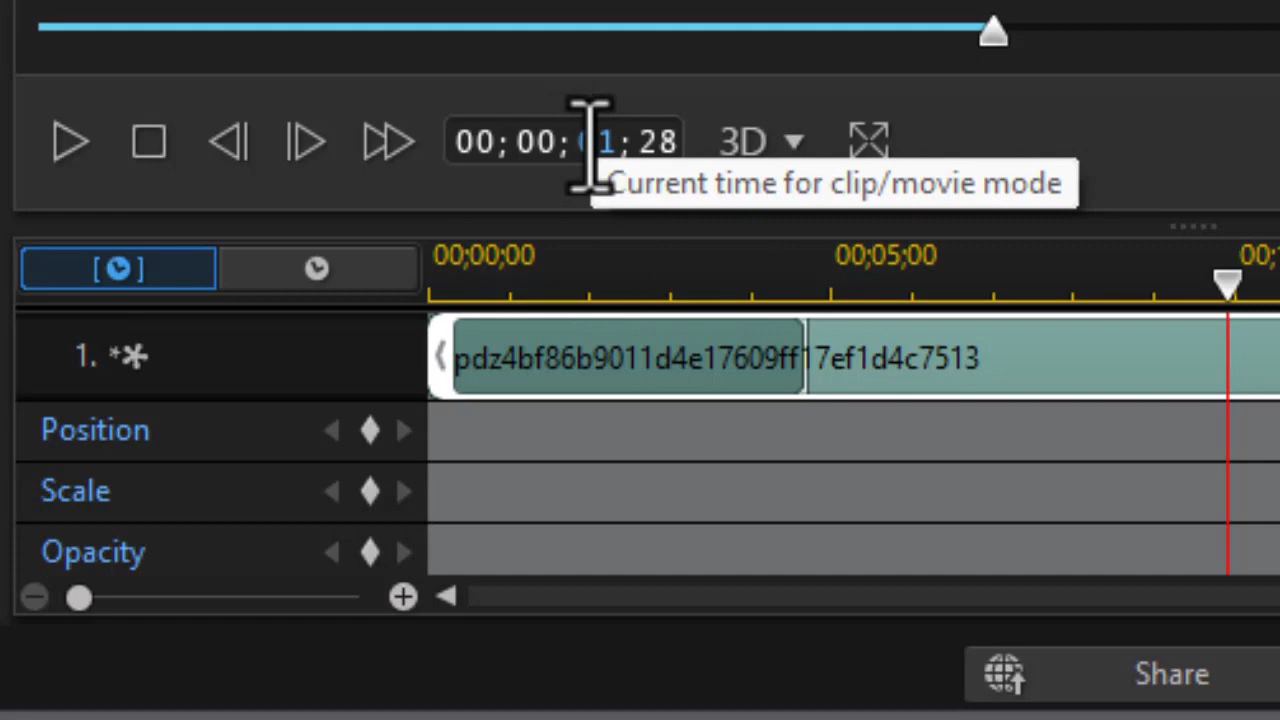 00; 00; 01; 28
3D
Current time for clip/movie mode
00;00;00
00;05;00
00;
1. **
pdz4bf86b9011d4e17609ff17ef1d4c7513
Position
Scale
Opacity
Share